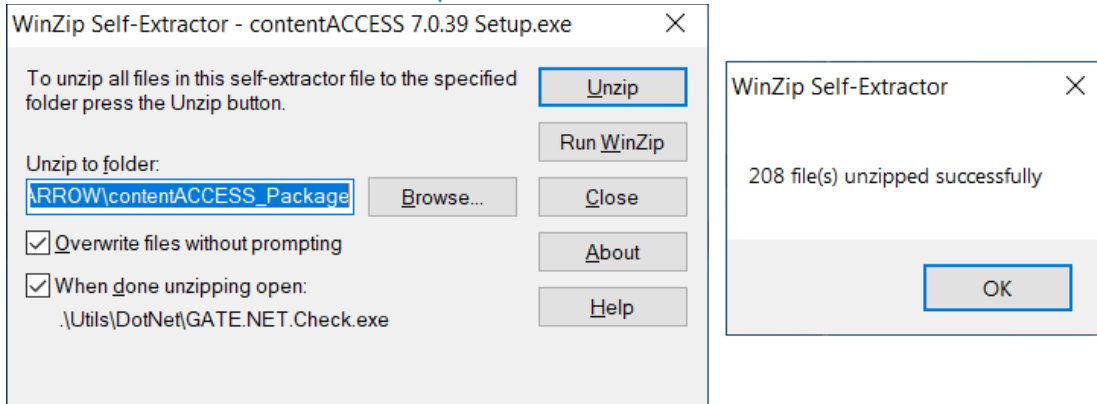 WinZip Self-Extractor - contentACCESS 7.0.39 Setup.exe
To unzip all files in this self-extractor file to the specified
folder press the Unzip button.
Unzip
Run WinZip
Unzip to folder:
ARROW\contentACCESS_Package
Browse...
Close
Overwrite files without prompting
About
When done unzipping open:
.\Utils\DotNet\GATE.NET.Check.exe
Help
WinZip Self-Extractor
208 file(s) unzipped successfully
OK